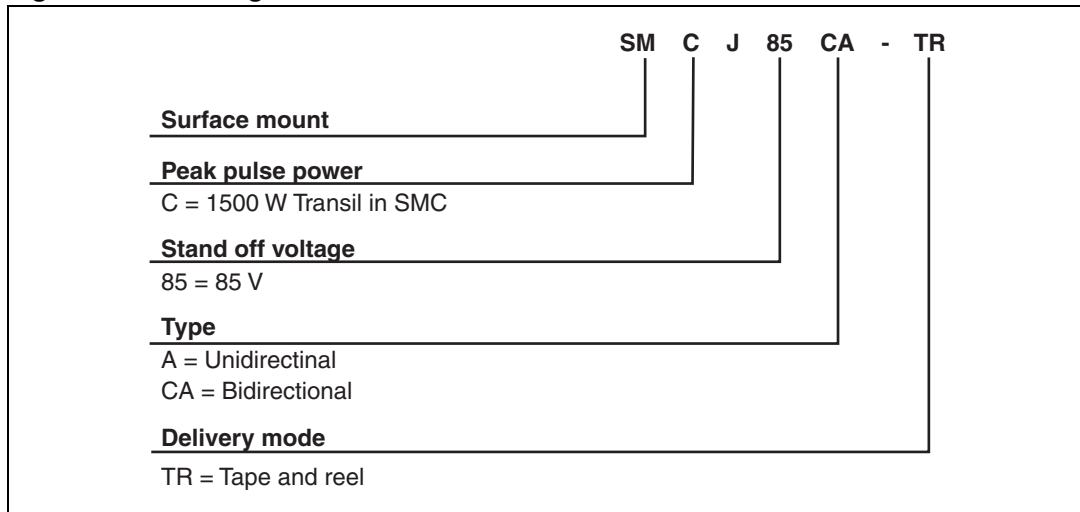 SM C J 85 CA - TR
Surface mount
Peak pulse power
C = 1500 W Transil in SMC
Stand off voltage
85 = 85 V
Type
A = Unidirectinal
CA = Bidirectional
Delivery mode
TR = Tape and reel